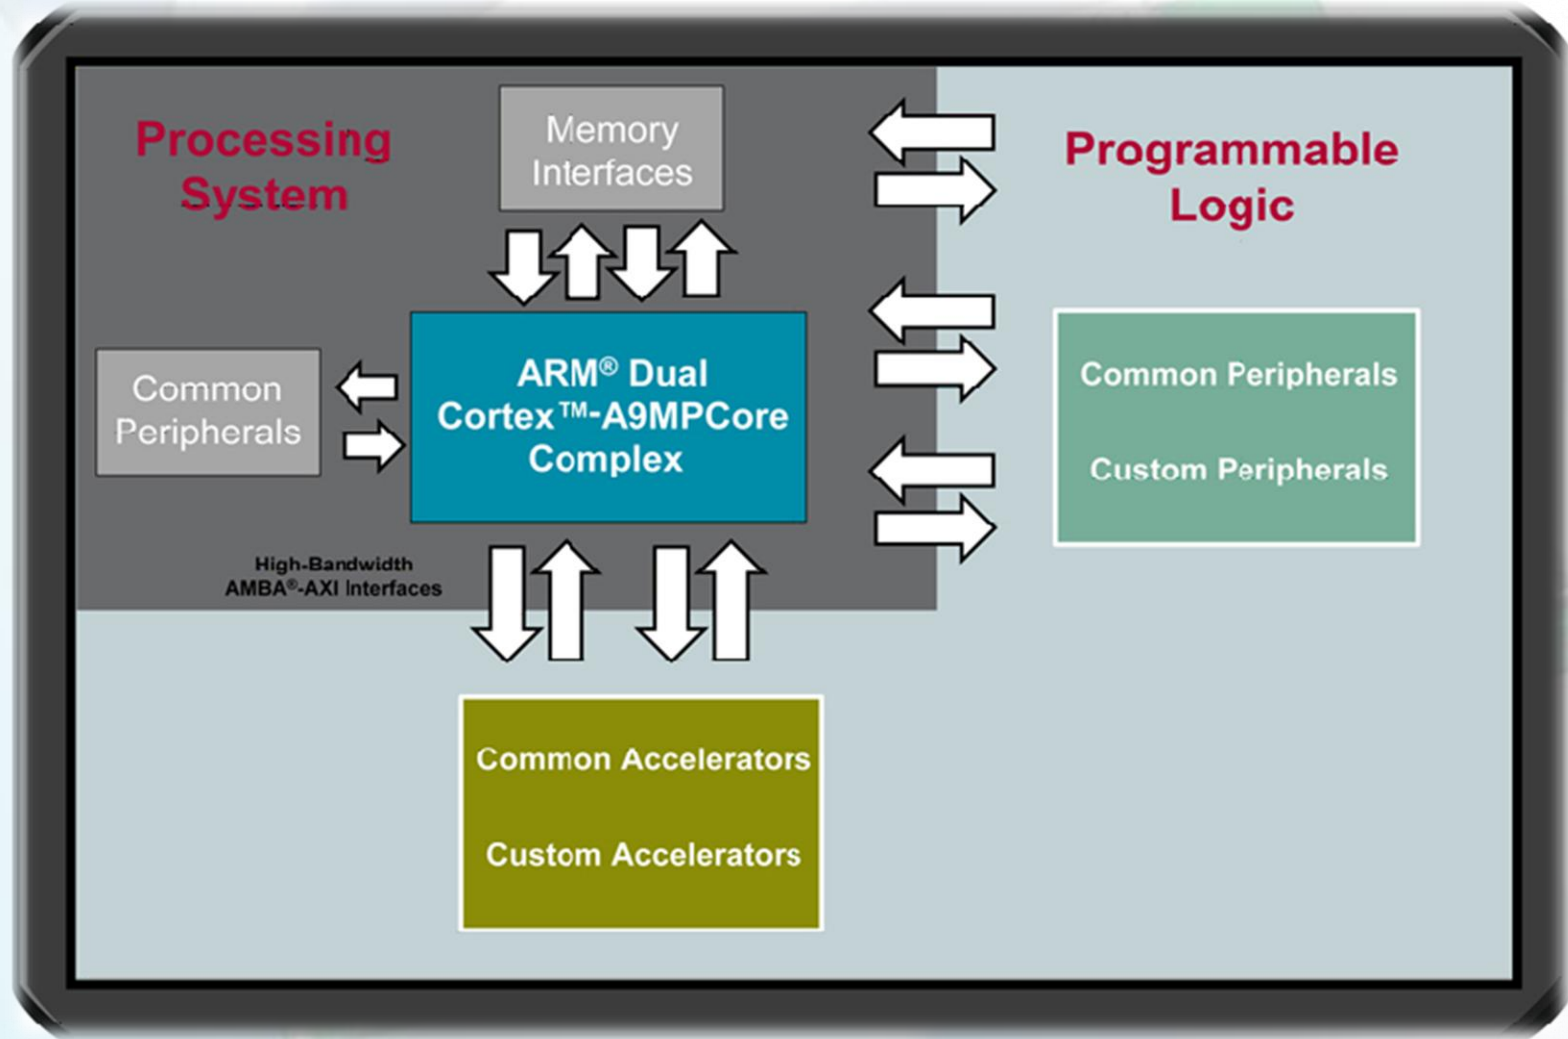 Processing
System
Memory
Interfaces
Programmable
Logic
Common
Peripherals
ARM® Dual
Cortex™-A9MPCore
Complex
Common Peripherals
Custom Peripherals
High-Bandwidth
AMBA®-AXI Interfaces
Common Accelerators
Custom Accelerators